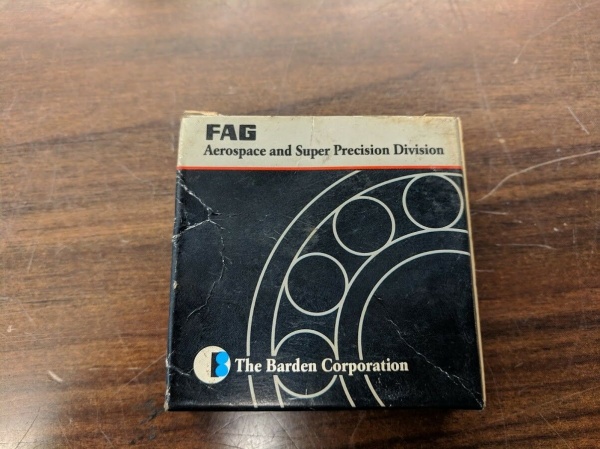 FAG
Aerospace and Super Precision Division
The Barden Corporation